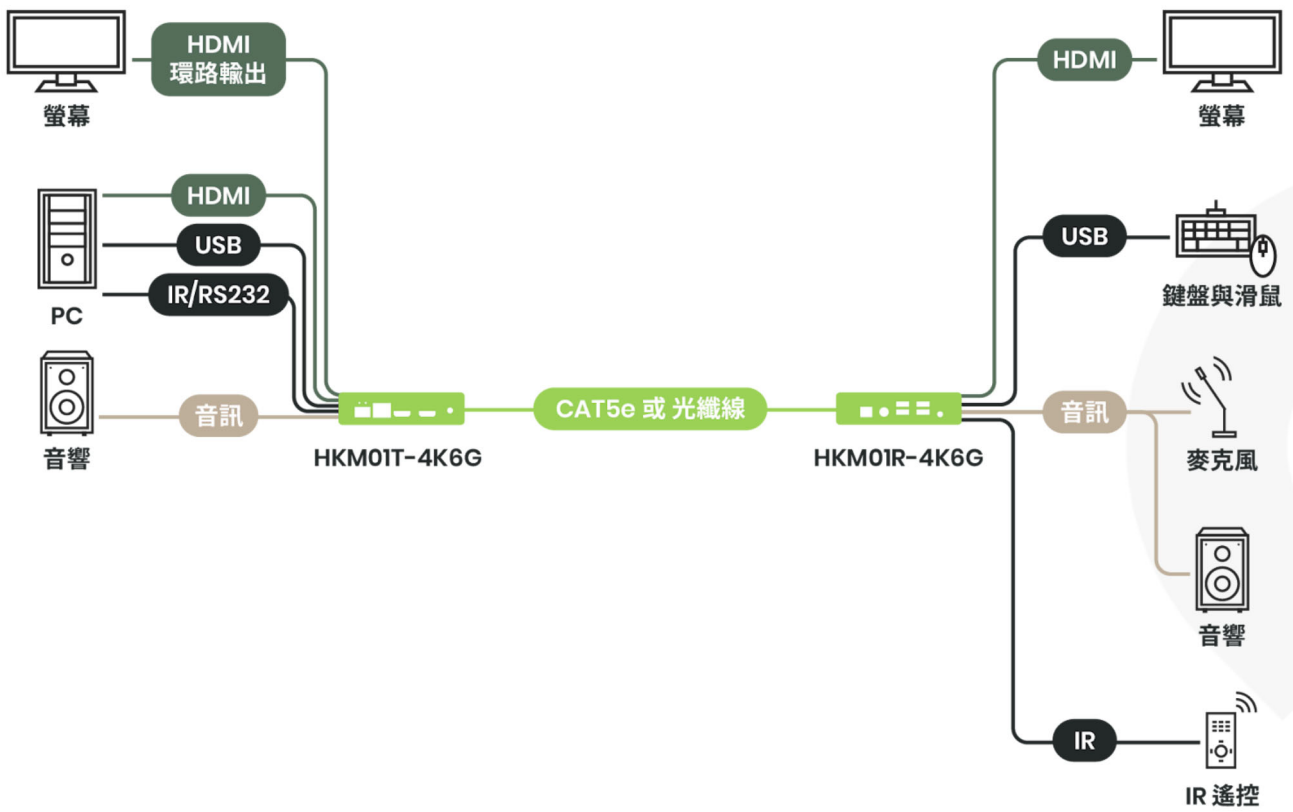 HDMI
環路輸出
螢幕
HDMI
USB
IR/RS232
PC
音訊
音響
HKM01T-4K6G
CAT5e 或 光纖線
HKM01R-4K6G
HDMI
螢幕
USB
鍵盤與滑鼠
音訊
麥克風
音響
IR
IR 遙控